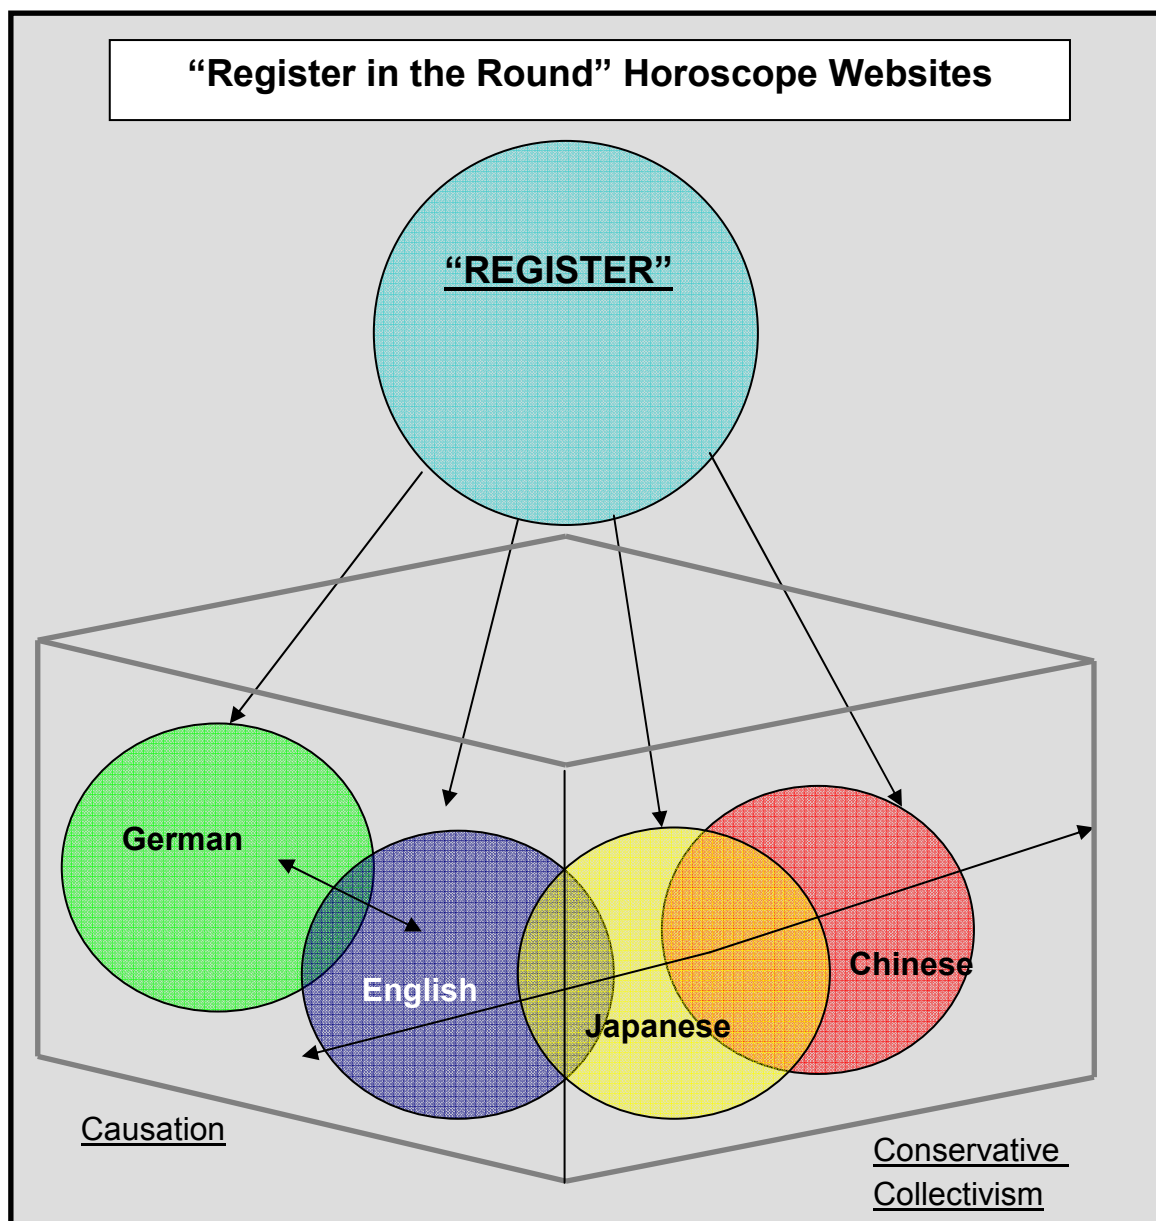 “Register in the Round” Horoscope Websites
“REGISTER”
German
English
Japanese
Chinese
Causation
Conservative
Collectivism